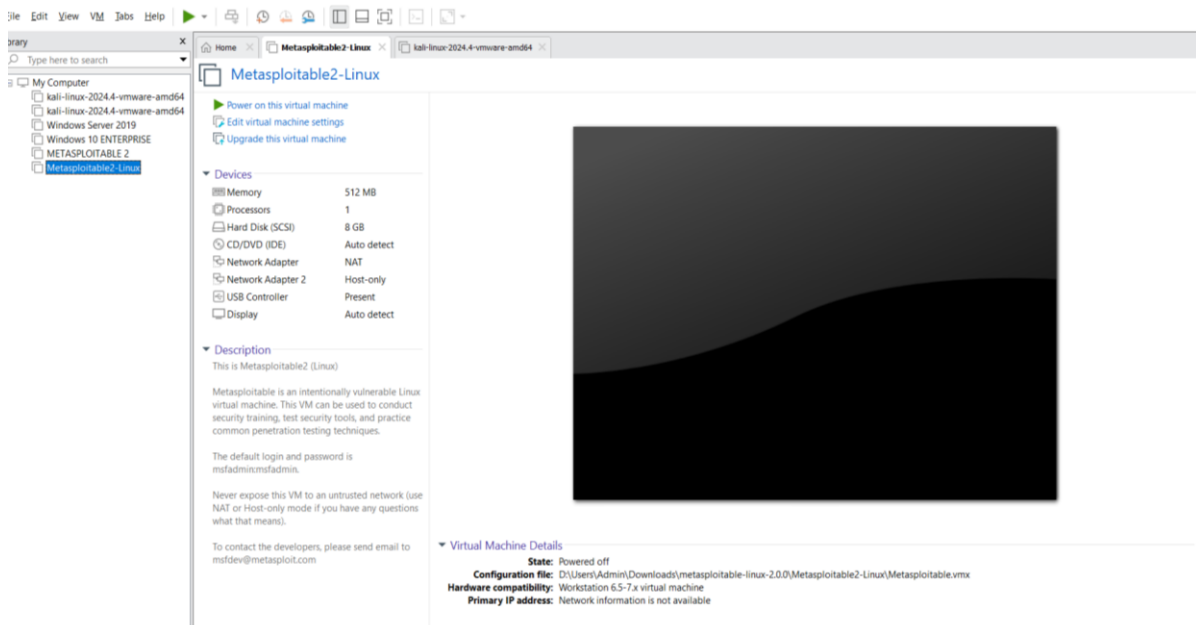 ile Edit View VM Tabs Help
brary X
Type here to search
My Computer
kali-linux-2024.4-vmware-amd64
kali-linux-2024.4-vmware-amd64
Windows Server 2019
Windows 10 ENTERPRISE
METASPLOITABLE 2
Metasploitable2-Linux
Home Metasploitable2-Linux kali-linux-2024.4-vmware-amd64
Metasploitable2-Linux
Power on this virtual machine
Edit virtual machine settings
Upgrade this virtual machine
Devices
Memory 512 MB
Processors 1
Hard Disk (SCSI) 8 GB
CD/DVD (IDE) Auto detect
Network Adapter NAT
Network Adapter 2 Host-only
USB Controller Present
Display Auto detect
Description
This is Metasploitable2 (Linux)
Metasploitable is an intentionally vulnerable Linux
virtual machine. This VM can be used to conduct
security training, test security tools, and practice
common penetration testing techniques.
The default login and password is
msfadmin:msfadmin.
Never expose this VM to an untrusted network (use
NAT or Host-only mode if you have any questions
what that means).
To contact the developers, please send email to
msfdev@metasploit.com
Virtual Machine Details
State: Powered off
Configuration file: D:\Users\Admin\Downloads\metasploitable-linux-2.0.0\Metasploitable2-Linux\Metasploitable.vmx
Hardware compatibility: Workstation 6.5-7.x virtual machine
Primary IP address: Network information is not available